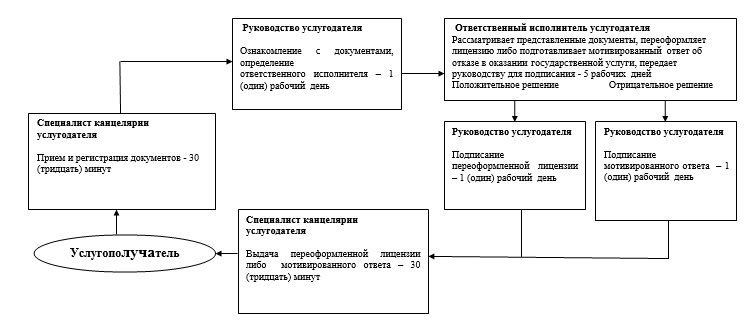 Руководство услугодателя
Ознакомление с документами,
определение
ответственного исполнителя – 1
(один) рабочий день
Ответственный исполнитель услугодателя
Рассматривает представленные документы, переоформляет
лицензию либо подготавливает мотивированный ответ об
отказе в оказании государственной услуги, передает
руководству для подписания - 5 рабочих дней
Положительное решение Отрицательное решение
Специалист канцелярии
услугодателя
Прием и регистрация документов - 30
(тридцать) минут
Руководство услугодателя
Подписание
переоформленной лицензии
– 1 (один) рабочий день
Руководство услугодателя
Подписание
мотивированного ответа – 1
(один) рабочий день
Специалист канцелярии
услугодателя
Выдача переоформленной лицензии
либо мотивированного ответа – 30
(тридцать) минут
Услугополучатель